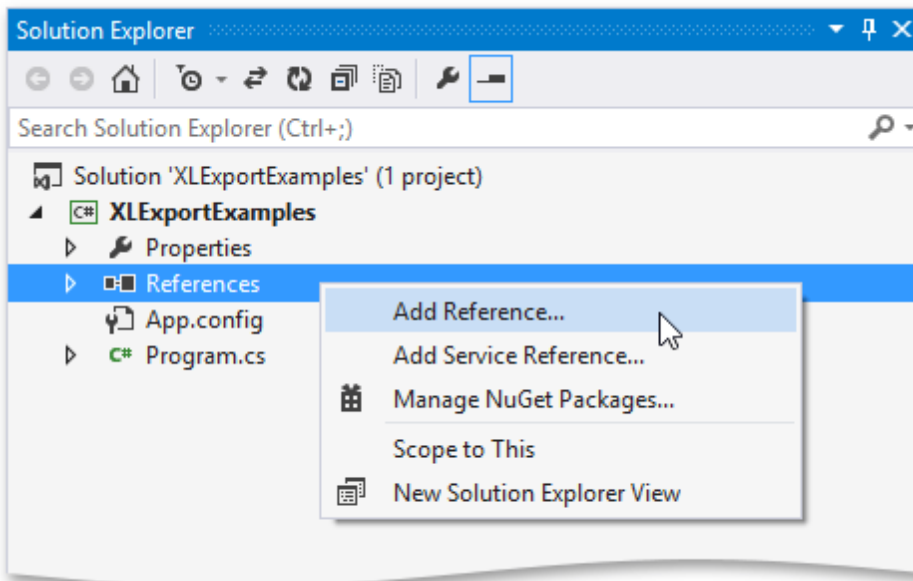 Solution Explorer
Search Solution Explorer (Ctrl+;)
Solution 'XLExportExamples' (1 project)
C# XLExportExamples
Properties
References
App.config
C# Program.cs
Add Reference...
Add Service Reference...
Manage NuGet Packages...
Scope to This
New Solution Explorer View